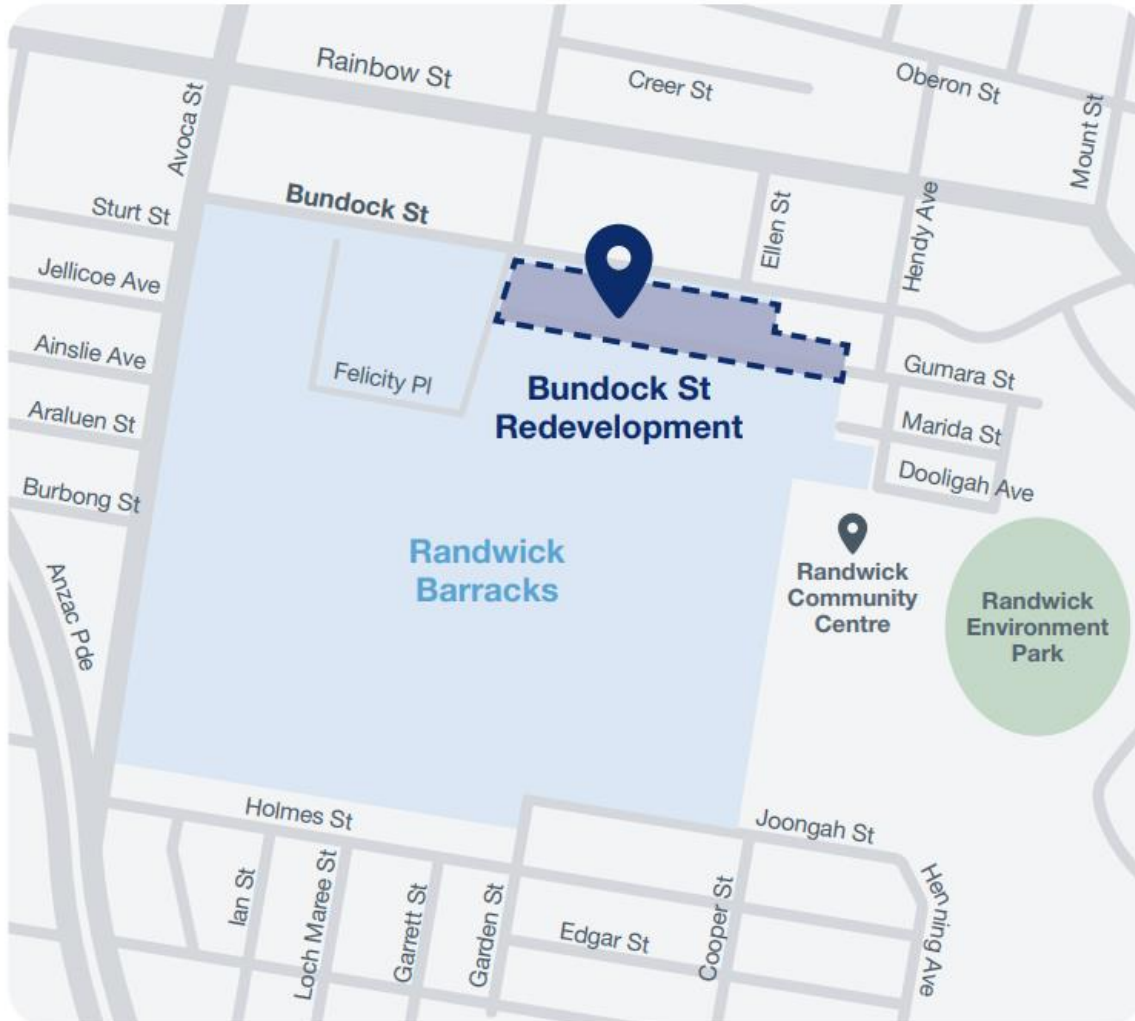 Rainbow St
Creer St
Oberon St
Mount St
Avoca St
Sturt St
Bundock St
Ellen St
Hendy Ave
Jellicoe Ave
Ainslie Ave
Felicity Pl
Gumara St
Araluen St
Marida St
Bundock St
Redevelopment
Dooligah Ave
Burbong St
Randwick
Barracks
Randwick
Community
Centre
Randwick
Environment
Park
Anzac Pde
Holmes St
Joongah St
Ian St
Loch Maree St
Garrett St
Garden St
Edgar St
Cooper St
Henning Ave